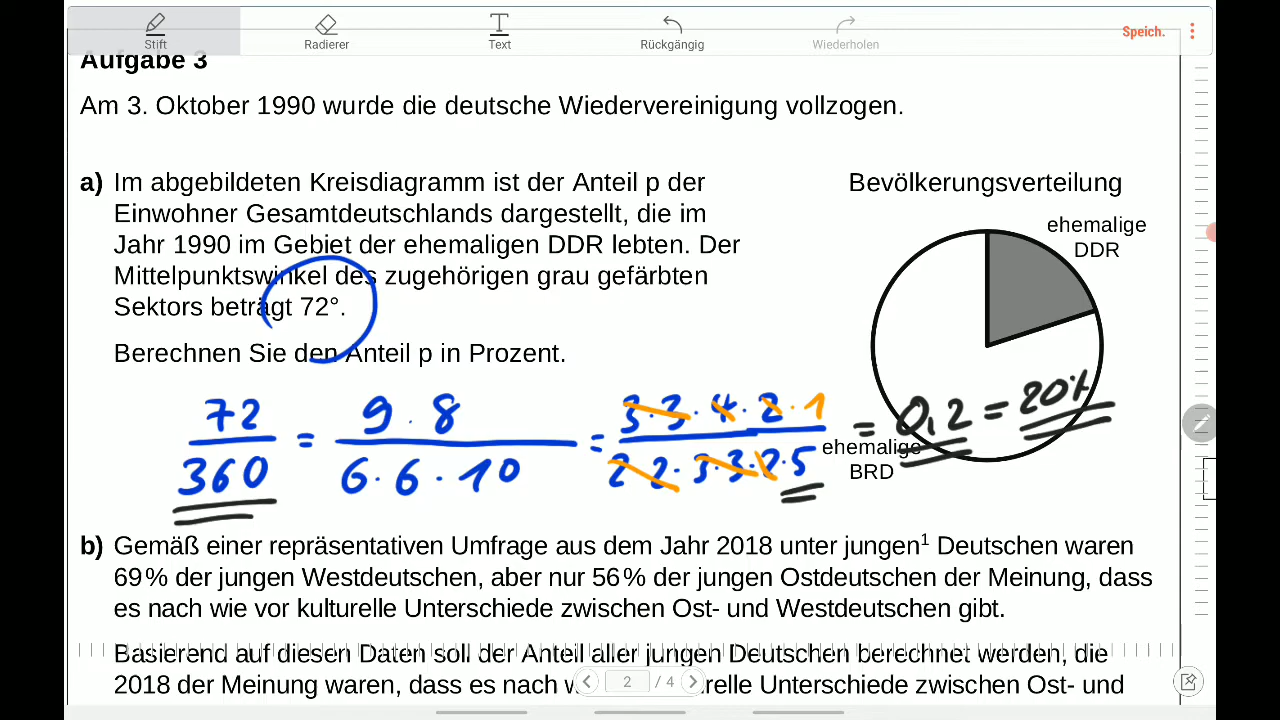 Stift Radierer Text Rückgängig Wiederholen Speich.
Aufgabe 3
Am 3. Oktober 1990 wurde die deutsche Wiedervereinigung vollzogen.
a) Im abgebildeten Kreisdiagramm ist der Anteil p der
Einwohner Gesamtdeutschlands dargestellt, die im
Jahr 1990 im Gebiet der ehemaligen DDR lebten. Der
Mittelpunktswinkel des zugehörigen grau gefärbten
Sektors beträgt 72°.
Berechnen Sie den Anteil p in Prozent.
Bevölkerungsverteilung
ehemalige
DDR
ehemalige
BRD
72/360 = 9·8/6·6·10 = 3·3·4·2·1/2·2·3·3·2·5 = 0,2 = 20%
b) Gemäß einer repräsentativen Umfrage aus dem Jahr 2018 unter jungen¹ Deutschen waren
69% der jungen Westdeutschen, aber nur 56% der jungen Ostdeutschen der Meinung, dass
es nach wie vor kulturelle Unterschiede zwischen Ost- und Westdeutschen gibt.
Basierend auf diesen Daten soll der Anteil aller jungen Deutschen berechnet werden, die
2018 der Meinung waren, dass es nach Unterschiede zwischen Ost- und
2 / 4